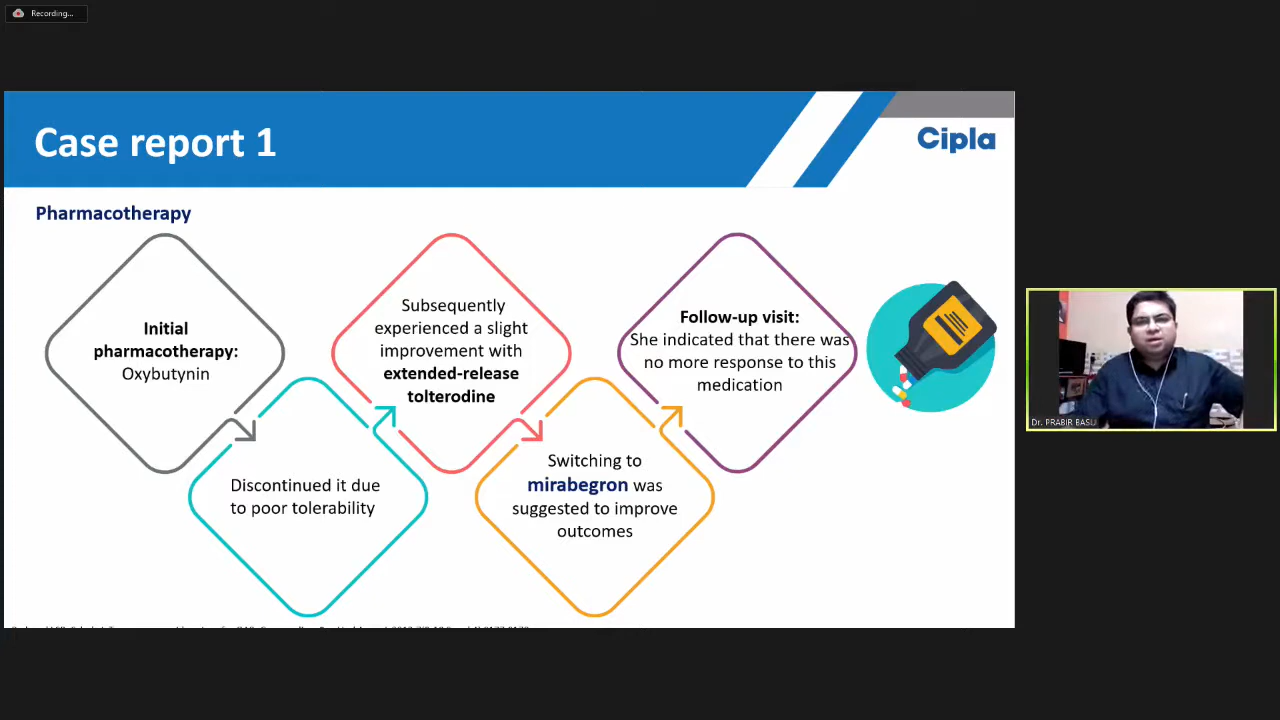 Recording...
Case report 1
Cipla
Pharmacotherapy
Initial
pharmacotherapy:
Oxybutynin
Discontinued it due
to poor tolerability
Subsequently
experienced a slight
improvement with
extended-release
tolterodine
Switching to
mirabegron was
suggested to improve
outcomes
Follow-up visit:
She indicated that there was
no more response to this
medication
Dr. PRABIR BASU